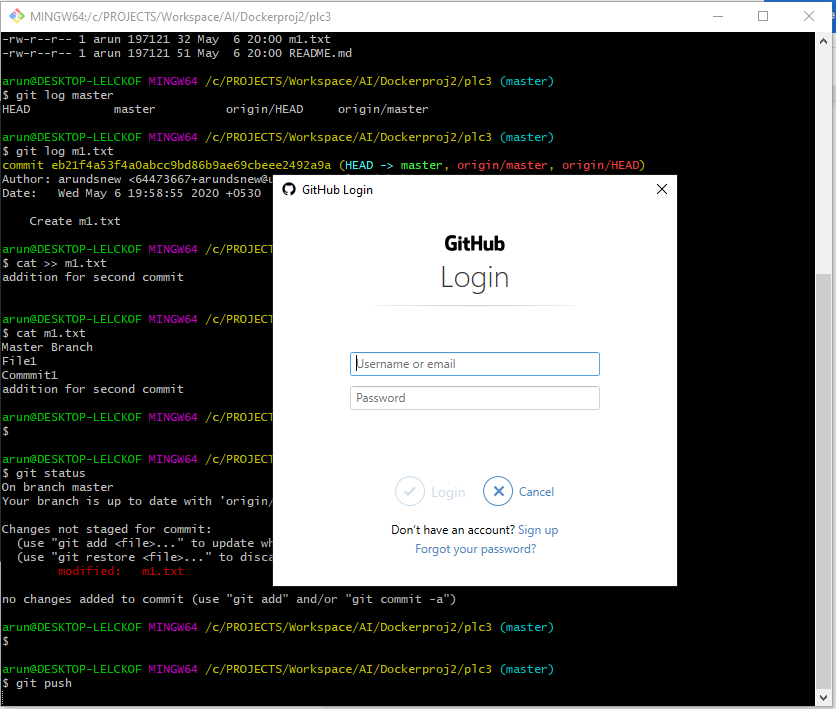 MINGW64:/c/PROJECTS/Workspace/AI/Dockerproj2/plc3
-rw-r--r-- 1 arun 197121 32 May  6 20:00 m1.txt
-rw-r--r-- 1 arun 197121 51 May  6 20:00 README.md
arun@DESKTOP-LELCKOF MINGW64 /c/PROJECTS/Workspace/AI/Dockerproj2/plc3 (master)
$ git log master
HEAD            master          origin/HEAD     origin/master
arun@DESKTOP-LELCKOF MINGW64 /c/PROJECTS/Workspace/AI/Dockerproj2/plc3 (master)
$ git log m1.txt
commit eb21f4a53f4a0abcc9bd86b9ae69cbeee2492a9a (HEAD -> master, origin/master, origin/HEAD)
Author: arundsnew <64473667+arundsnew@u
Date:   Wed May 6 19:58:55 2020 +0530
    Create m1.txt
arun@DESKTOP-LELCKOF MINGW64 /c/PROJECT
$ cat >> m1.txt
addition for second commit
arun@DESKTOP-LELCKOF MINGW64 /c/PROJECT
$ cat m1.txt
Master Branch
File1
Commmit1
addition for second commit
arun@DESKTOP-LELCKOF MINGW64 /c/PROJECT
$
arun@DESKTOP-LELCKOF MINGW64 /c/PROJECT
$ git status
On branch master
Your branch is up to date with 'origin/
Changes not staged for commit:
  (use "git add <file>..." to update wh
  (use "git restore <file>..." to disca
        modified:   m1.txt
no changes added to commit (use "git add" and/or "git commit -a")
arun@DESKTOP-LELCKOF MINGW64 /c/PROJECTS/Workspace/AI/Dockerproj2/plc3 (master)
$
arun@DESKTOP-LELCKOF MINGW64 /c/PROJECTS/Workspace/AI/Dockerproj2/plc3 (master)
$ git push
GitHub Login
GitHub
Login
Username or email
Password
Login Cancel
Don't have an account? Sign up
Forgot your password?